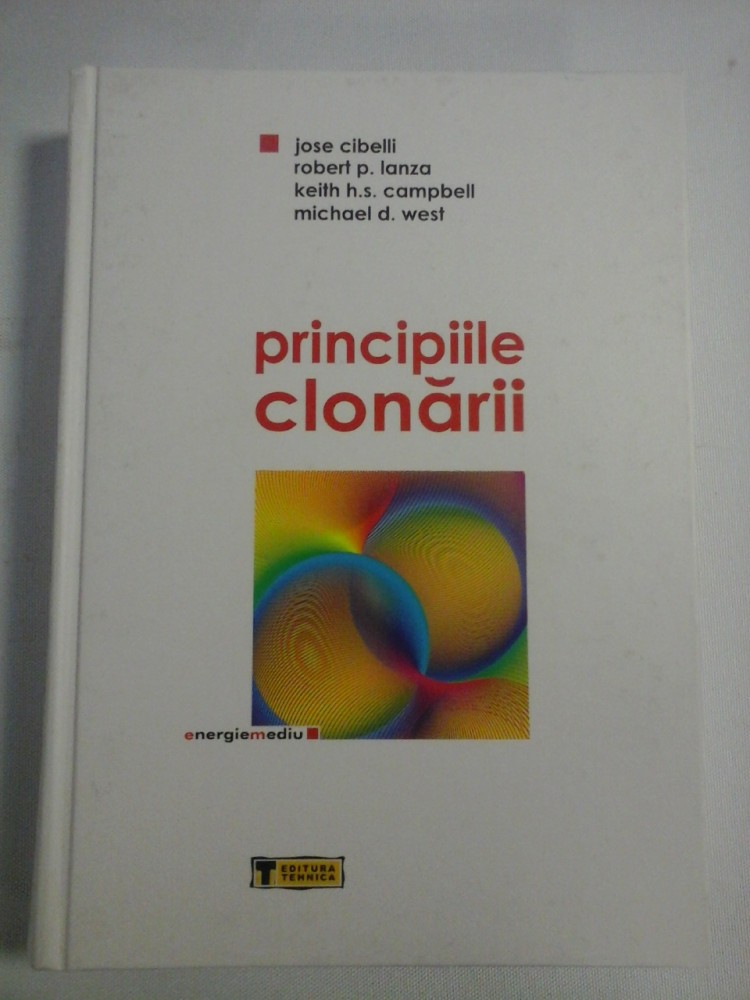 jose cibelli
robert p. lanza
keith h.s. campbell
michael d. west
principiile
clonării
energiemediu
T EDITURA
TEHNICA